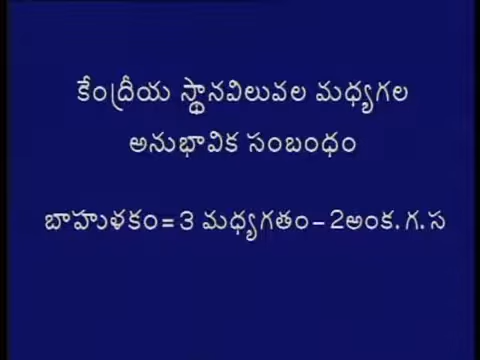 కేంద్రీయ స్థానవిలువల మధ్యగల
అనుభావిక సంబంధం
బాహుళకం=3 మధ్యగతం-2అంక.గ.స